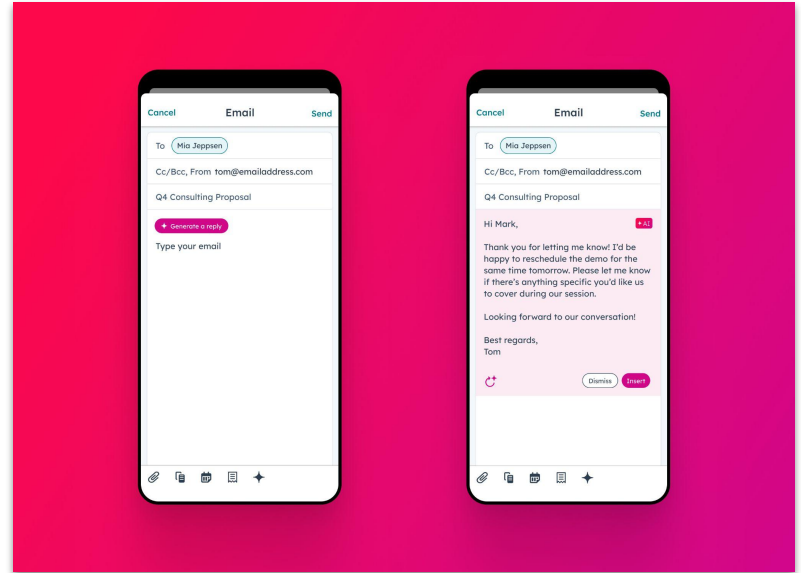 Cancel Email Send
To Mia Jeppsen
Cc/Bcc, From tom@emailaddress.com
Q4 Consulting Proposal
Generate a reply
Type your email
Cancel Email Send
To Mia Jeppsen
Cc/Bcc, From tom@emailaddress.com
Q4 Consulting Proposal
Hi Mark,
AI
Thank you for letting me know! I'd be
happy to reschedule the demo for the
same time tomorrow. Please let me know
if there's anything specific you'd like us
to cover during our session.
Looking forward to our conversation!
Best regards,
Tom
Dismiss Insert